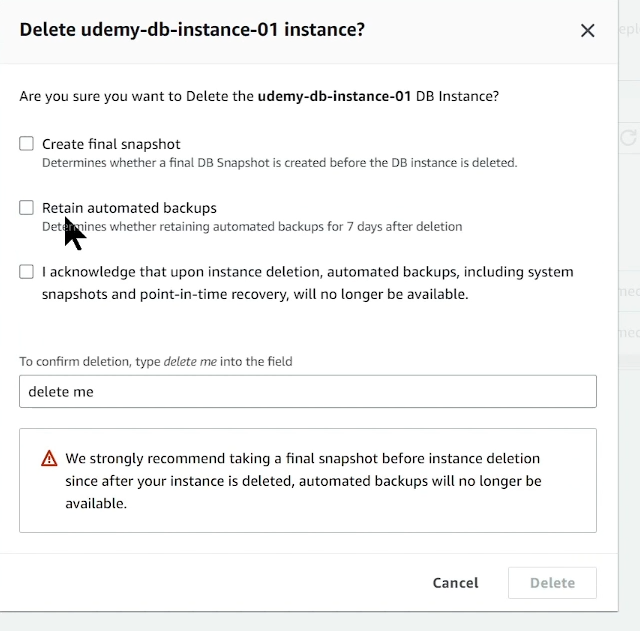 Delete udemy-db-instance-01 instance?
Are you sure you want to Delete the udemy-db-instance-01 DB Instance?
Create final snapshot
Determines whether a final DB Snapshot is created before the DB instance is deleted.
Retain automated backups
Determines whether retaining automated backups for 7 days after deletion
I acknowledge that upon instance deletion, automated backups, including system
snapshots and point-in-time recovery, will no longer be available.
To confirm deletion, type delete me into the field
delete me
We strongly recommend taking a final snapshot before instance deletion
since after your instance is deleted, automated backups will no longer be
available.
Cancel
Delete